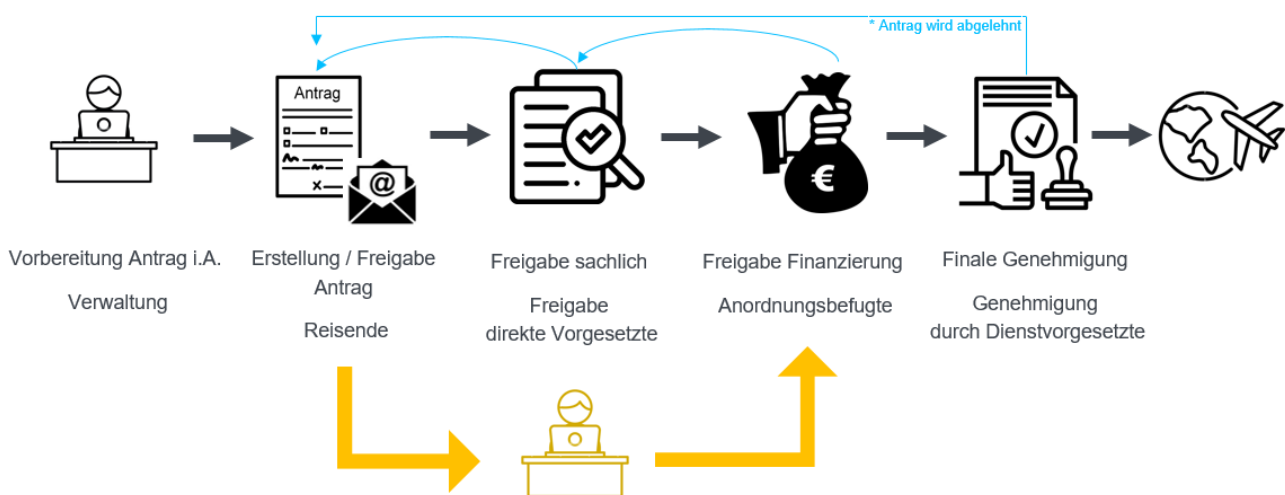 * Antrag wird abgelehnt
Antrag
@
€
Vorbereitung Antrag i.A.
Verwaltung
Erstellung / Freigabe
Antrag
Reisende
Freigabe sachlich
Freigabe
direkte Vorgesetzte
Freigabe Finanzierung
Anordnungsbefugte
Finale Genehmigung
Genehmigung
durch Dienstvorgesetzte